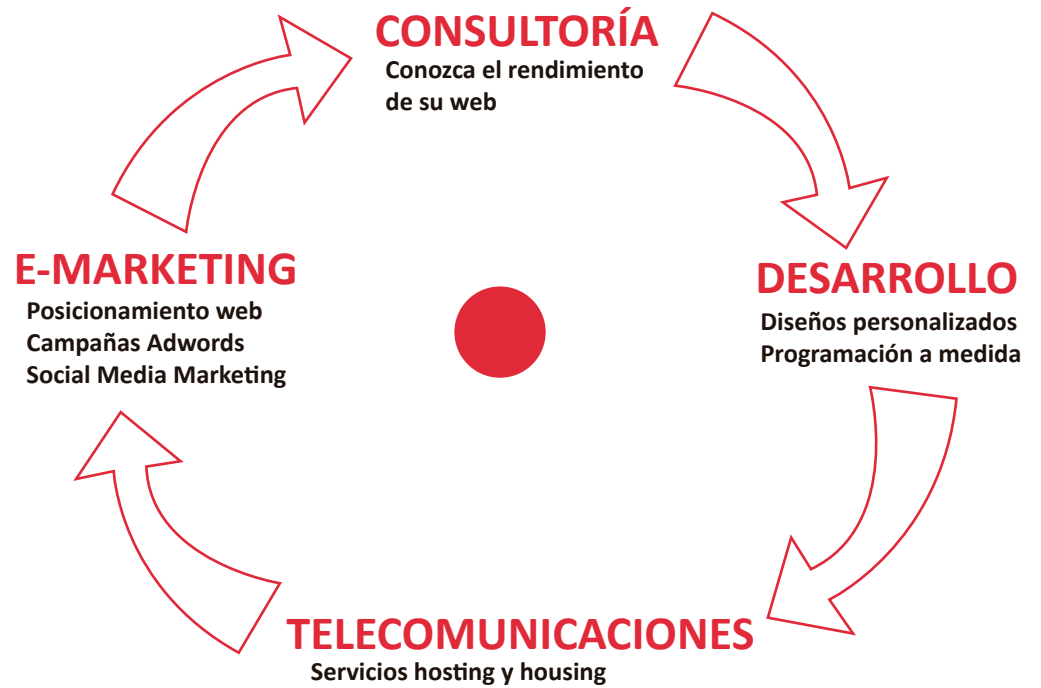 CONSULTORÍA
Conozca el rendimiento
de su web
E-MARKETING
Posicionamiento web
Campañas Adwords
Social Media Marketing
DESARROLLO
Diseños personalizados
Programación a medida
TELECOMUNICACIONES
Servicios hosting y housing